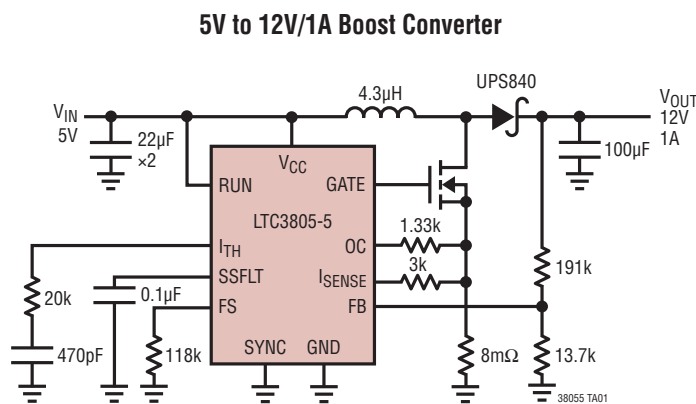 5V to 12V/1A Boost Converter
UPS840
4.3µH
VIN
5V
VOUT
12V
1A
22µF
×2
100µF
VCC
RUN
GATE
LTC3805-5
1.33k
ITH
OC
3k
SSFLT
ISENSE
191k
20k
0.1µF
FS
FB
470pF
118k
SYNC
GND
8mΩ
13.7k
38055 TA01